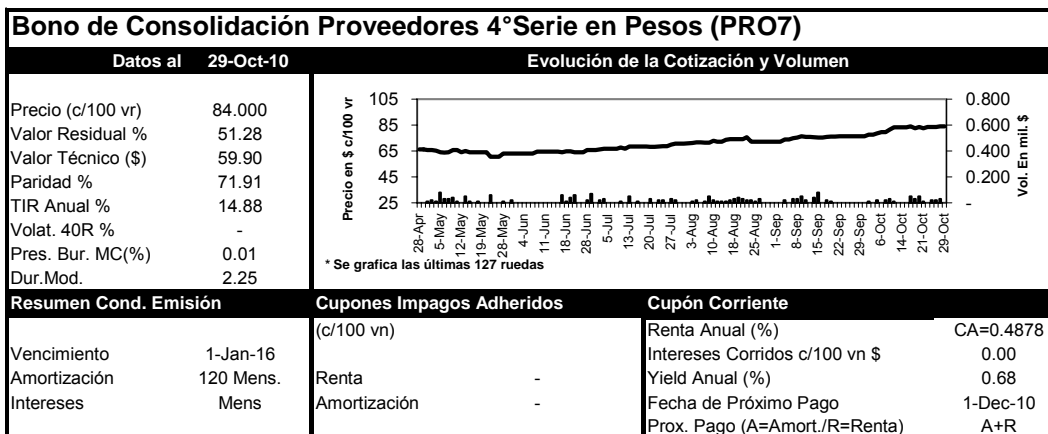 Bono de Consolidación Proveedores 4°Serie en Pesos (PRO7)
Datos al 29-Oct-10
Evolución de la Cotización y Volumen
Precio (c/100 vr) 84.000
Valor Residual % 51.28
Valor Técnico ($) 59.90
Paridad % 71.91
TIR Anual % 14.88
Volat. 40R % -
Pres. Bur. MC(%) 0.01
Dur.Mod. 2.25
Precio en $ c/100 vr
105
85
65
45
25
0.800
0.600
0.400
0.200
-
Vol. En mil. $
28-Apr
5-May
12-May
19-May
28-May
4-Jun
11-Jun
18-Jun
28-Jun
5-Jul
13-Jul
20-Jul
27-Jul
3-Aug
10-Aug
18-Aug
25-Aug
1-Sep
8-Sep
15-Sep
22-Sep
29-Sep
6-Oct
14-Oct
21-Oct
29-Oct
* Se grafica las últimas 127 ruedas
Resumen Cond. Emisión
Vencimiento 1-Jan-16
Amortización 120 Mens.
Intereses Mens
Cupones Impagos Adheridos
(c/100 vn)
Renta -
Amortización -
Cupón Corriente
Renta Anual (%) CA=0.4878
Intereses Corridos c/100 vn $ 0.00
Yield Anual (%) 0.68
Fecha de Próximo Pago 1-Dec-10
Prox. Pago (A=Amort./R=Renta) A+R